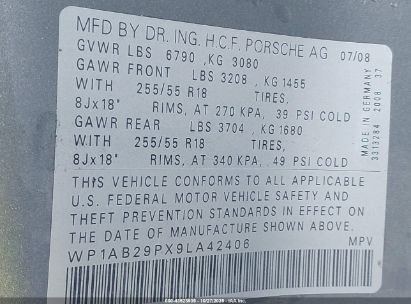 MFD BY DR. ING. H.C.F. PORSCHE AG 07/08
GVWR LBS 6790 , KG 3080
GAWR FRONT LBS 3208 , KG 1455
WITH 255/55 R18 TIRES,
8Jx18" RIMS, AT 270 KPA, 39 PSI COLD
GAWR REAR LBS 3704 , KG 1680
WITH 255/55 R18 TIRES,
8Jx18" RIMS, AT 340 KPA, 49 PSI COLD
THIS VEHICLE CONFORMS TO ALL APPLICABLE
U.S. FEDERAL MOTOR VEHICLE SAFETY AND
THEFT PREVENTION STANDARDS IN EFFECT ON
THE DATE OF MANUFACTURE SHOWN ABOVE.
WP1AB29PX9LA42406 MPV
MADE IN GERMANY
3313284 2008 37